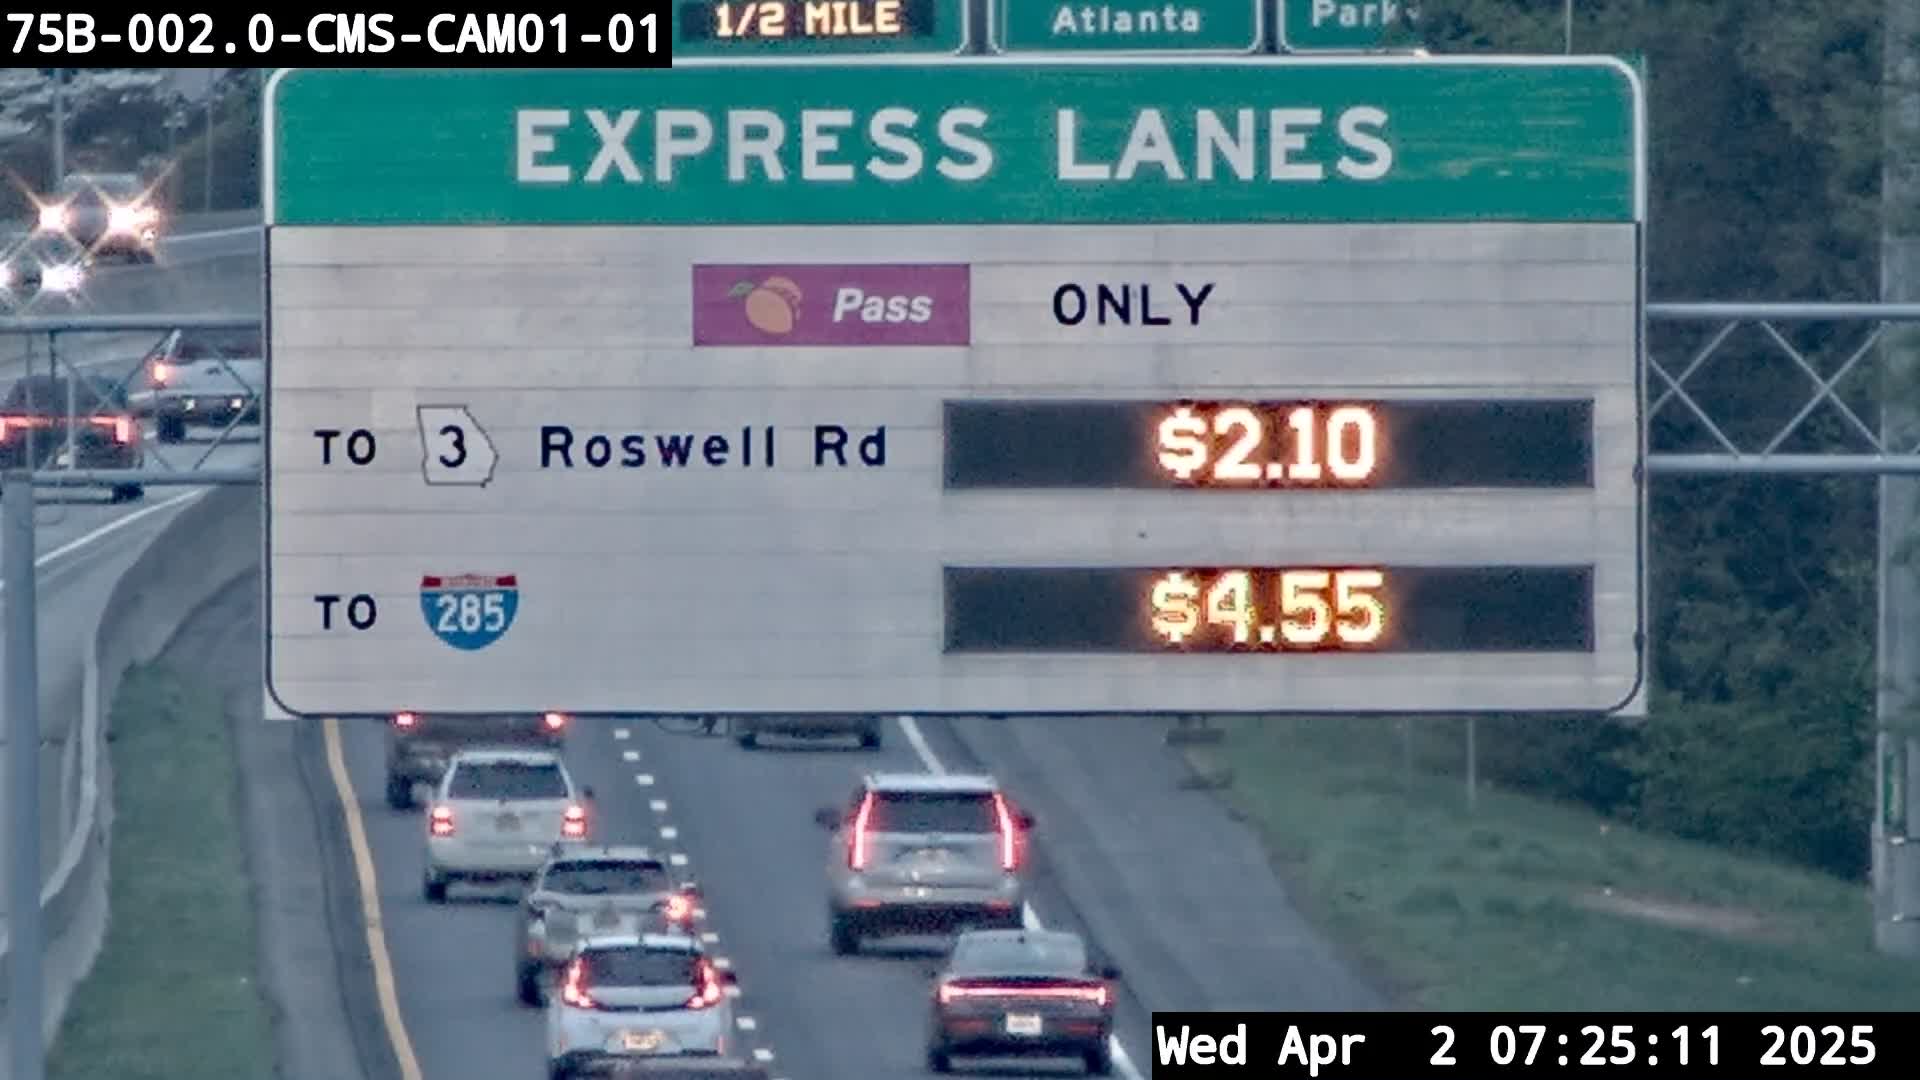 75B-002.0-CMS-CAM01-01
1/2 MILE
Atlanta
EXPRESS LANES
Pass ONLY
TO 3 Roswell Rd $2.10
TO 285 $4.55
Wed Apr 2 07:25:11 2025